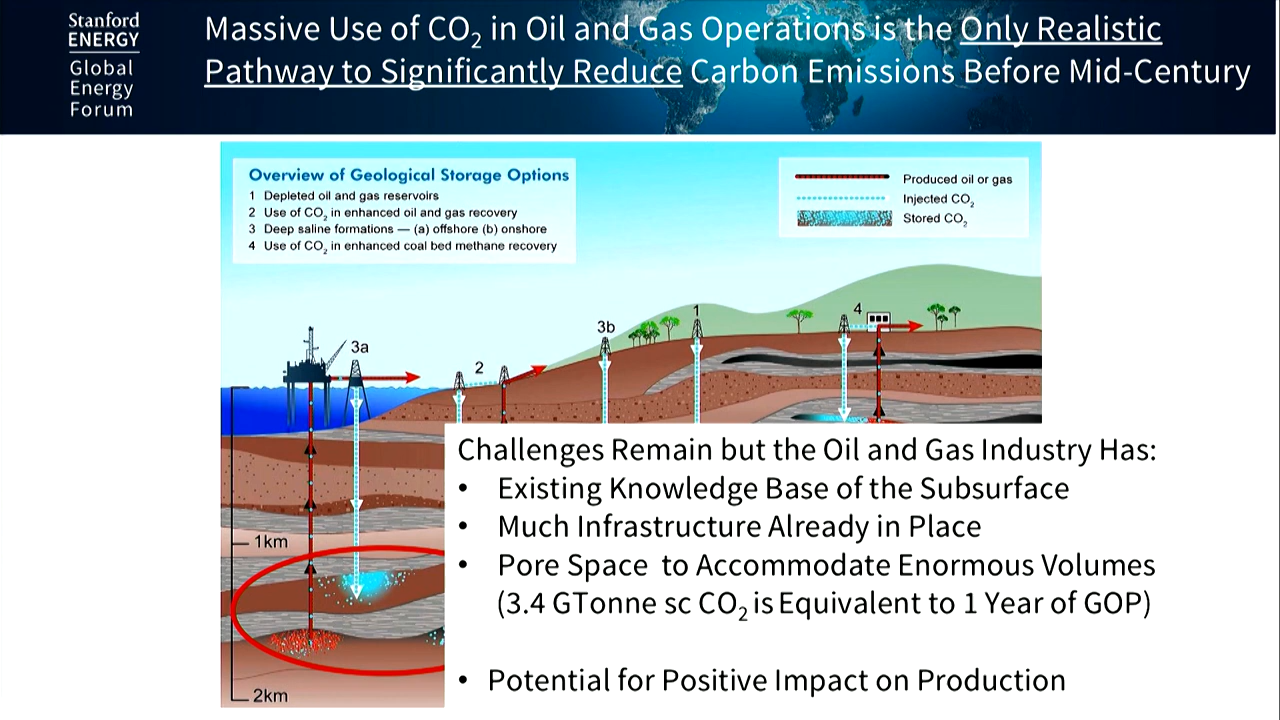 Stanford
ENERGY
Global
Energy
Forum
Massive Use of CO₂ in Oil and Gas Operations is the Only Realistic
Pathway to Significantly Reduce Carbon Emissions Before Mid-Century
Overview of Geological Storage Options
1 Depleted oil and gas reservoirs
2 Use of CO₂ in enhanced oil and gas recovery
3 Deep saline formations — (a) offshore (b) onshore
4 Use of CO₂ in enhanced coal bed methane recovery
Produced oil or gas
Injected CO₂
Stored CO₂
3a
2
3b
1
4
1km
2km
Challenges Remain but the Oil and Gas Industry Has:
• Existing Knowledge Base of the Subsurface
• Much Infrastructure Already in Place
• Pore Space to Accommodate Enormous Volumes
(3.4 GTonne sc CO₂ is Equivalent to 1 Year of GOP)
• Potential for Positive Impact on Production